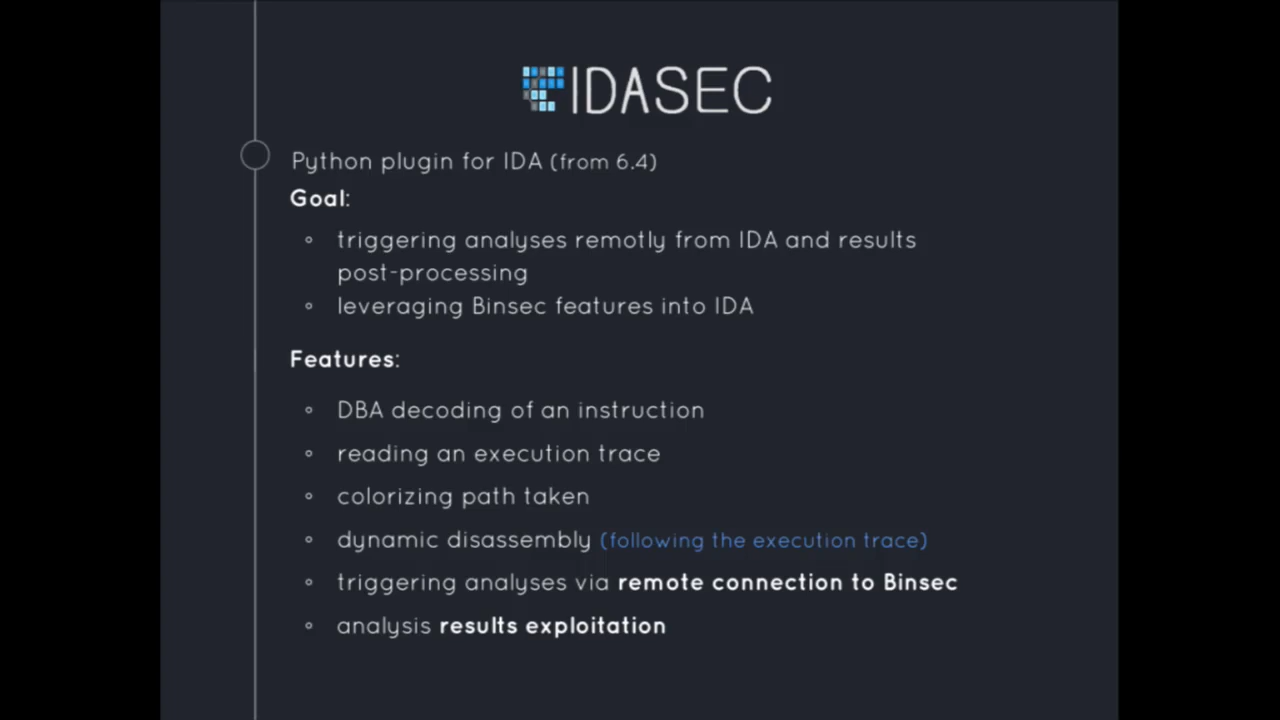 IDASEC
Python plugin for IDA (from 6.4)
Goal:
◦ triggering analyses remotly from IDA and results
post-processing
◦ leveraging Binsec features into IDA
Features:
◦ DBA decoding of an instruction
◦ reading an execution trace
◦ colorizing path taken
◦ dynamic disassembly (following the execution trace)
◦ triggering analyses via remote connection to Binsec
◦ analysis results exploitation